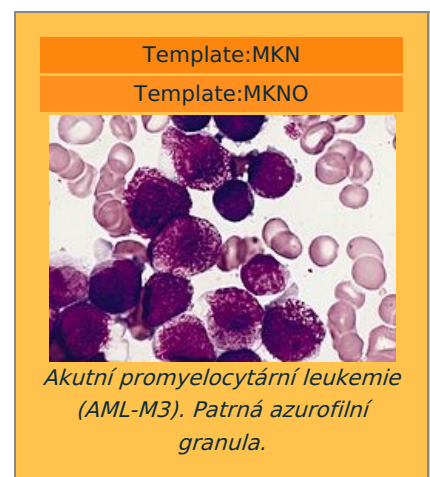 Template:MKN
Template:MKNO
Akutní promyelocytární leukemie
(AML-M3). Patrná azurofilní
granula.